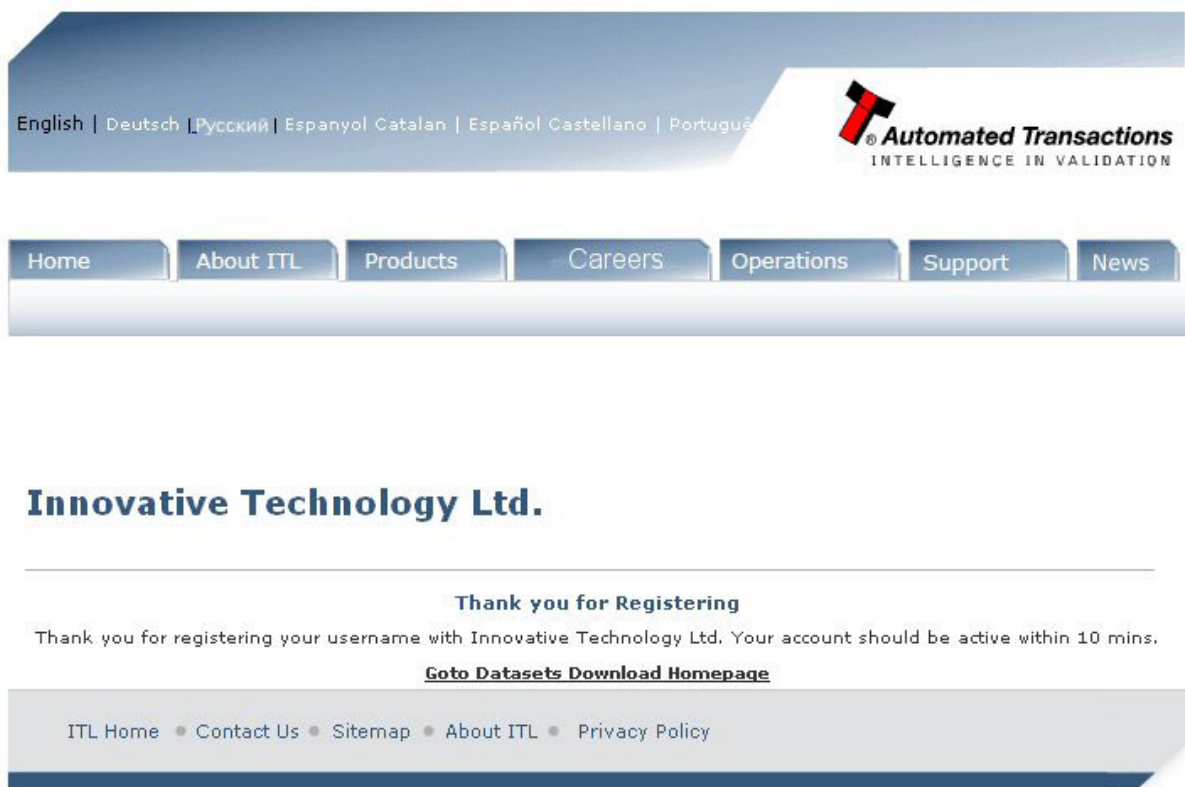 English | Deutsch | Русский | Espanyol Catalan | Español Castellano | Portuguê
® Automated Transactions
INTELLIGENCE IN VALIDATION
Home About ITL Products Careers Operations Support News
Innovative Technology Ltd.
Thank you for Registering
Thank you for registering your username with Innovative Technology Ltd. Your account should be active within 10 mins.
Goto Datasets Download Homepage
ITL Home • Contact Us • Sitemap • About ITL • Privacy Policy